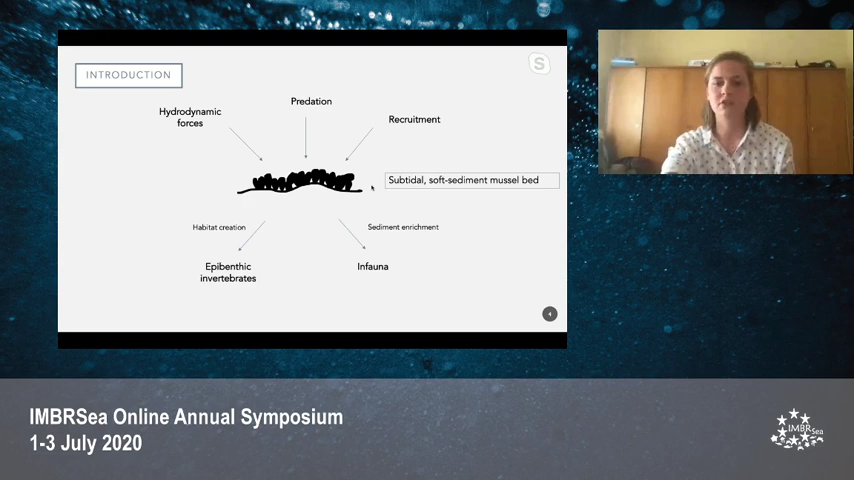 INTRODUCTION
Predation
Hydrodynamic
forces
Recruitment
Subtidal, soft-sediment mussel bed
Habitat creation
Sediment enrichment
Epibenthic
invertebrates
Infauna
4
IMBRSea Online Annual Symposium
1-3 July 2020
IMBRSea